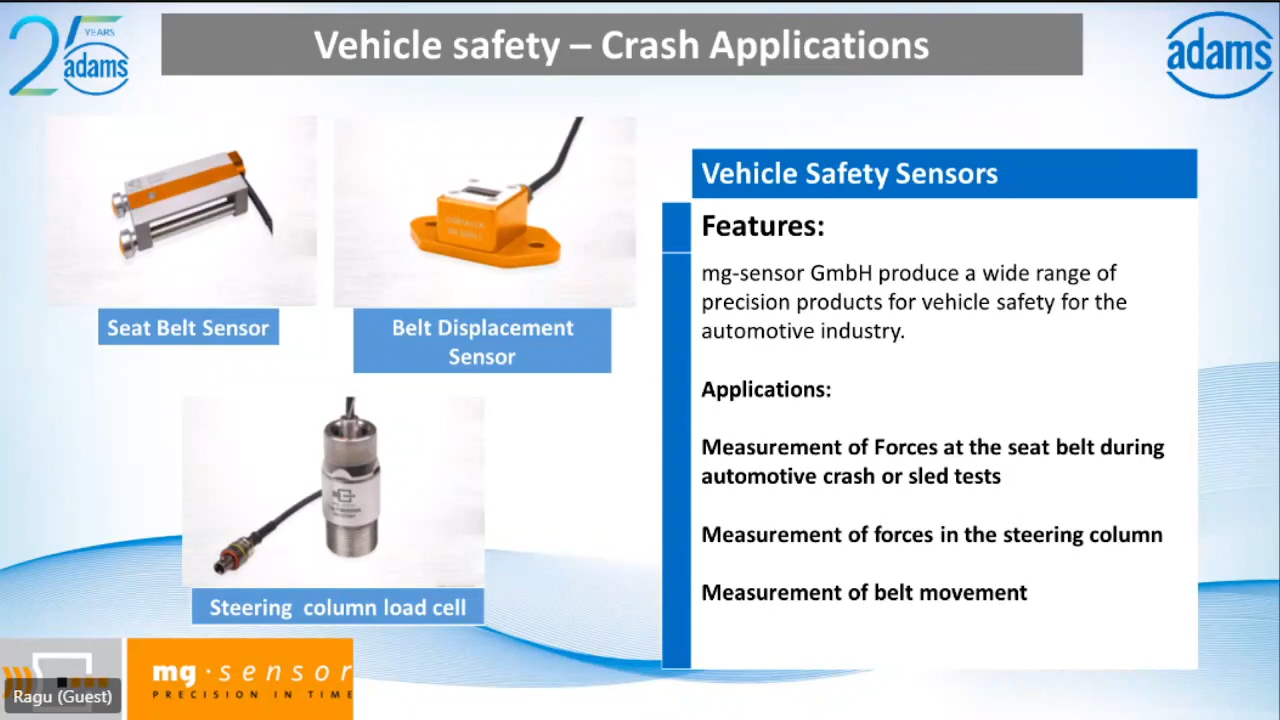 25 YEARS
adams
Vehicle safety – Crash Applications
adams
Seat Belt Sensor
Belt Displacement
Sensor
Steering  column load cell
Vehicle Safety Sensors
Features:
mg-sensor GmbH produce a wide range of
precision products for vehicle safety for the
automotive industry.
Applications:
Measurement of Forces at the seat belt during
automotive crash or sled tests
Measurement of forces in the steering column
Measurement of belt movement
mg·sensor
PRECISION IN TIME
Ragu (Guest)